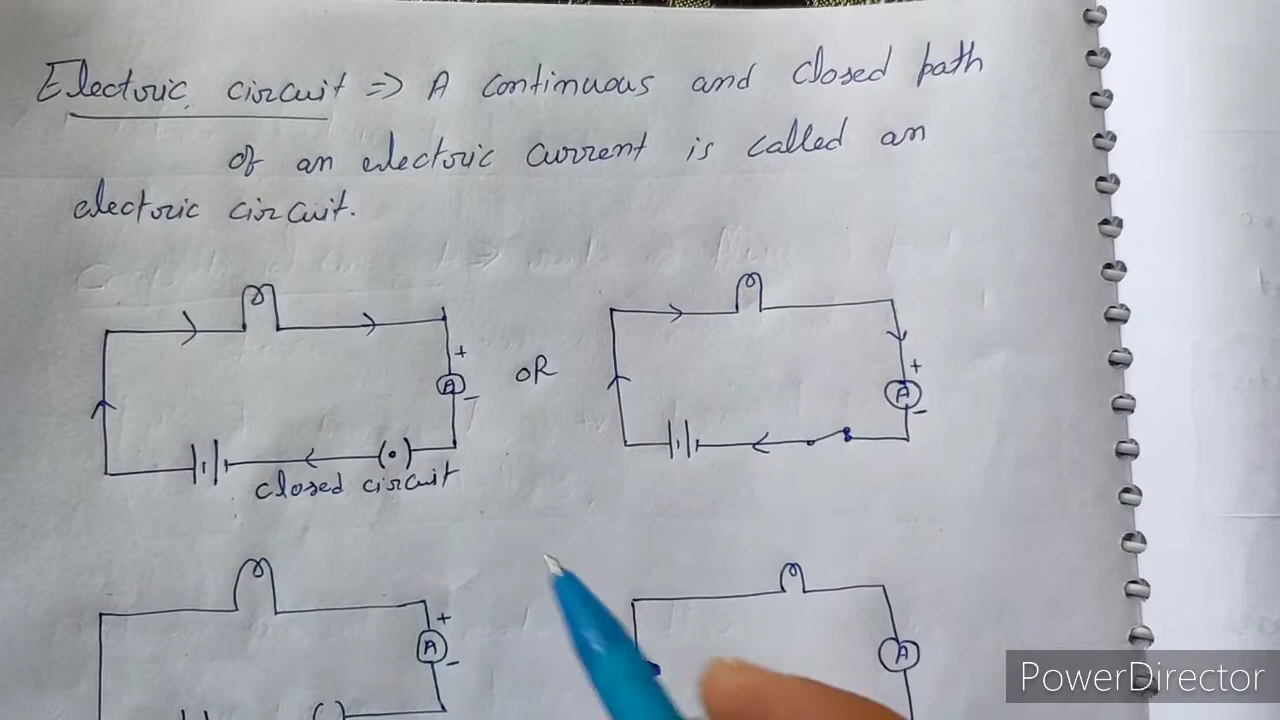 Electric circuit => A continuous and closed path
of an electric current is called an
electric circuit.
+
A
-
OR
+
A
-
closed circuit
+
A
-
A
PowerDirector